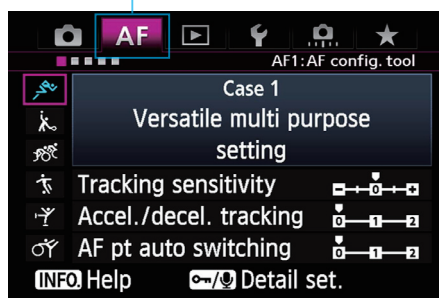 AF
AF1:AF config. tool
Case 1
Versatile multi purpose
setting
Tracking sensitivity
- 0 +
Accel./decel. tracking
0 1 2
AF pt auto switching
0 1 2
INFO. Help
/ Detail set.